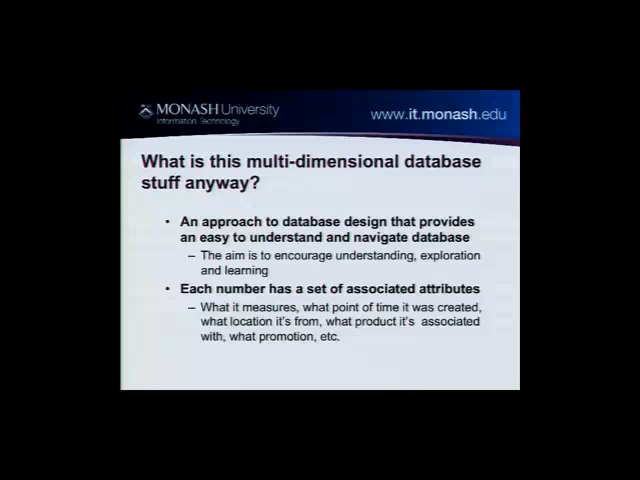 MONASH University
Information Technology
www.it.monash.edu
What is this multi-dimensional database
stuff anyway?
• An approach to database design that provides
an easy to understand and navigate database
– The aim is to encourage understanding, exploration
and learning
• Each number has a set of associated attributes
– What it measures, what point of time it was created,
what location it's from, what product it's associated
with, what promotion, etc.